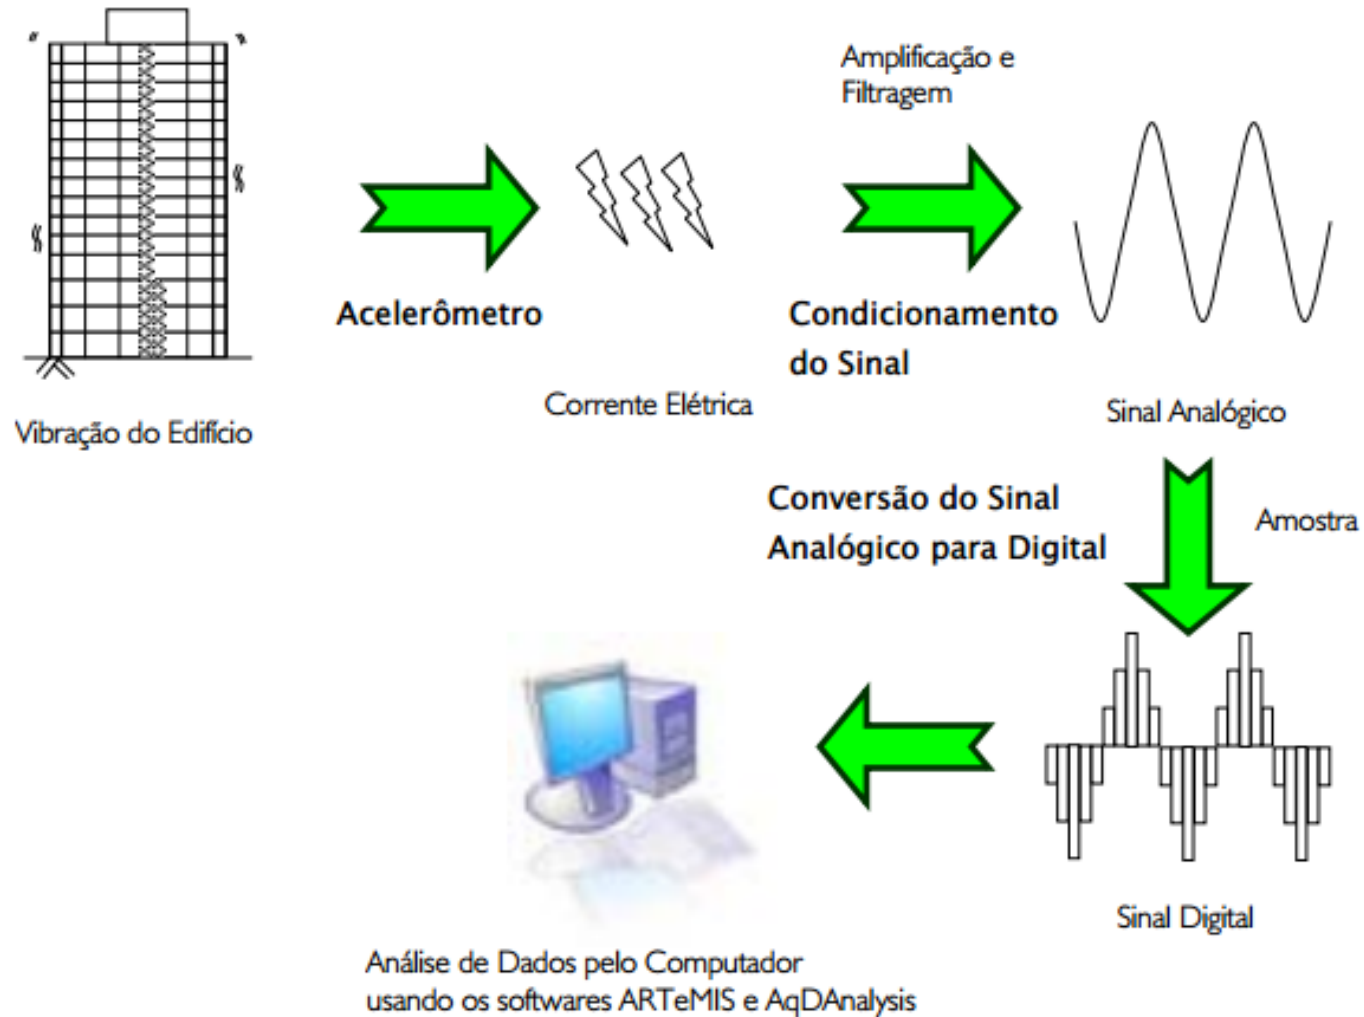 Amplificação e
Filtragem
Acelerômetro
Condicionamento
do Sinal
Corrente Elétrica
Sinal Analógico
Vibração do Edifício
Conversão do Sinal
Analógico para Digital
Amostra
Sinal Digital
Análise de Dados pelo Computador
usando os softwares ARTeMIS e AqDAnalysis